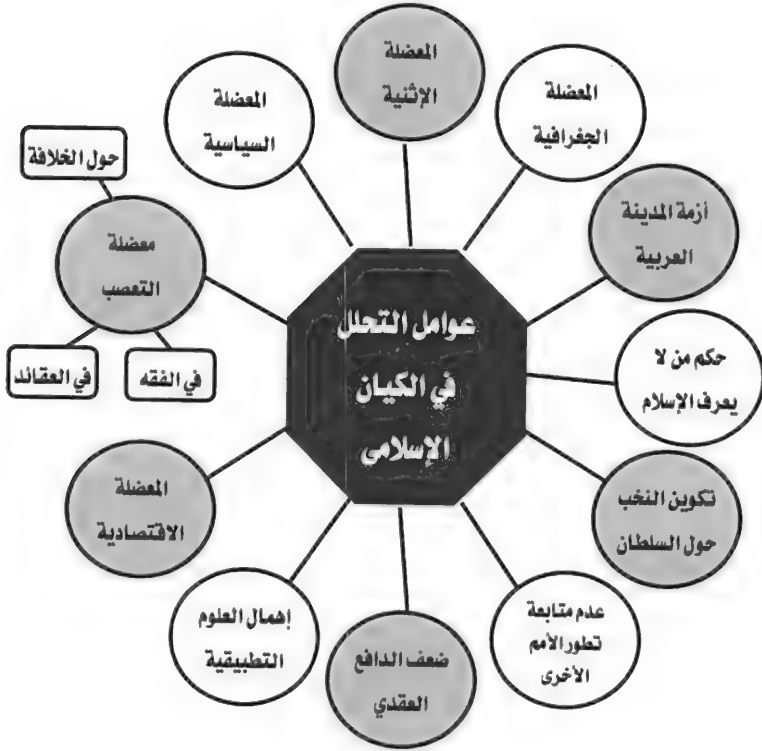 المعضلة
الإثنية
المعضلة
الجغرافية
المعضلة
السياسية
أزمة المدينة
العربية
حول الخلافة
معضلة
التعصب
في الفقه
في العقائد
عوامل التحلل
في الكيان
الإسلامي
حكم من لا
يعرف الإسلام
تكوين النخب
حول السلطان
المعضلة
الاقتصادية
عدم متابعة
تطور الأمم
الأخرى
إهمال العلوم
التطبيقية
ضعف الدافع
العقدي